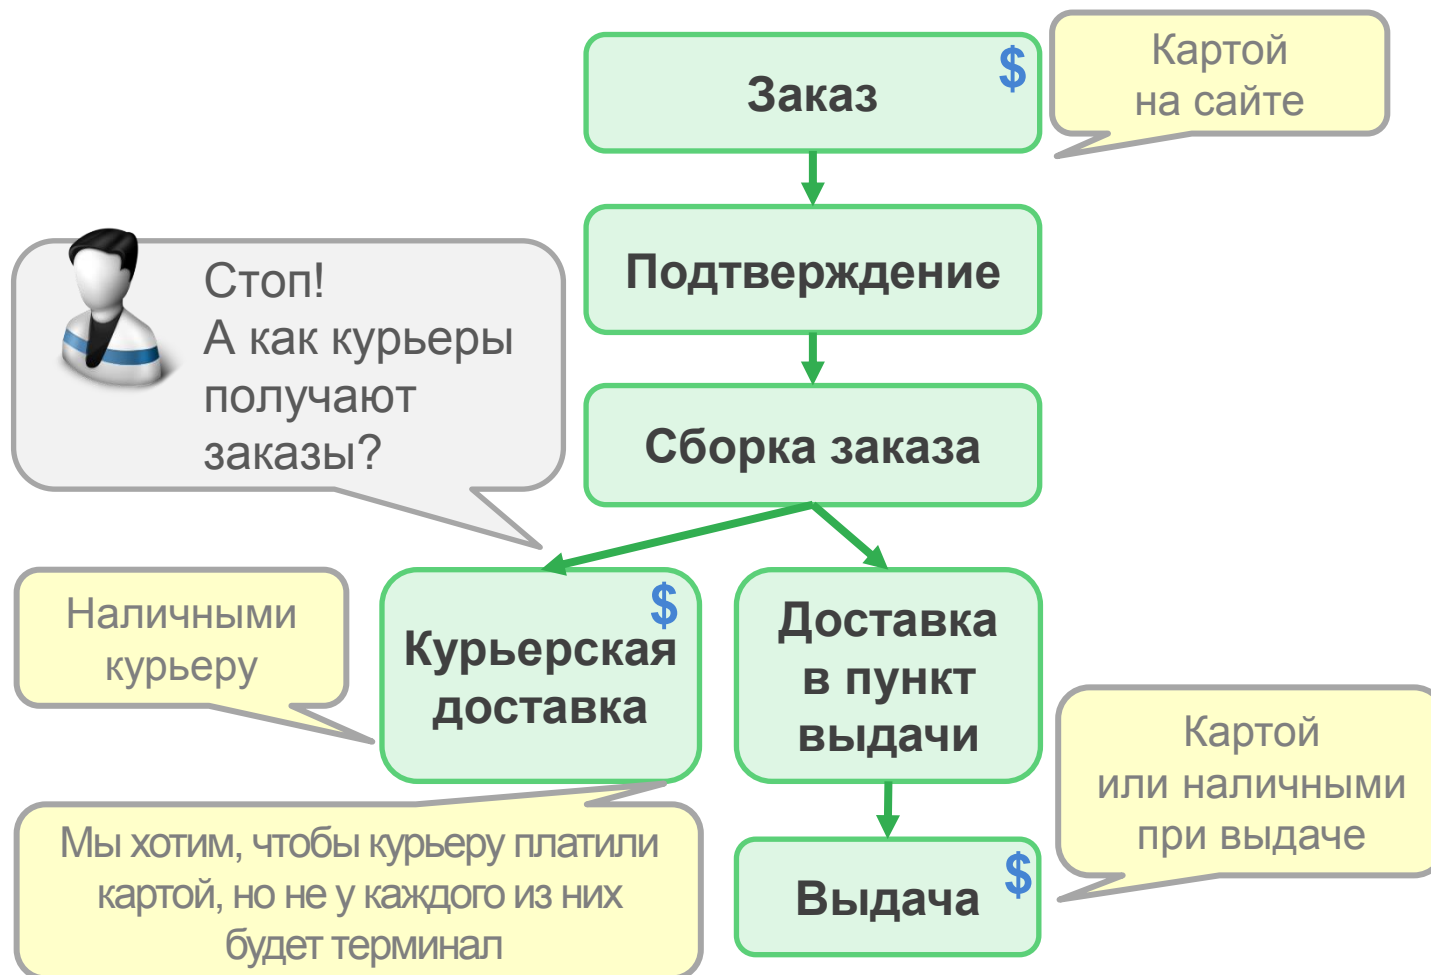 Заказ
$
Картой
на сайте
Подтверждение
Стоп!
А как курьеры
получают
заказы?
Сборка заказа
Наличными
курьеру
$
Курьерская
доставка
Доставка
в пункт
выдачи
Картой
или наличными
при выдаче
Мы хотим, чтобы курьеру платили
картой, но не у каждого из них
будет терминал
Выдача
$